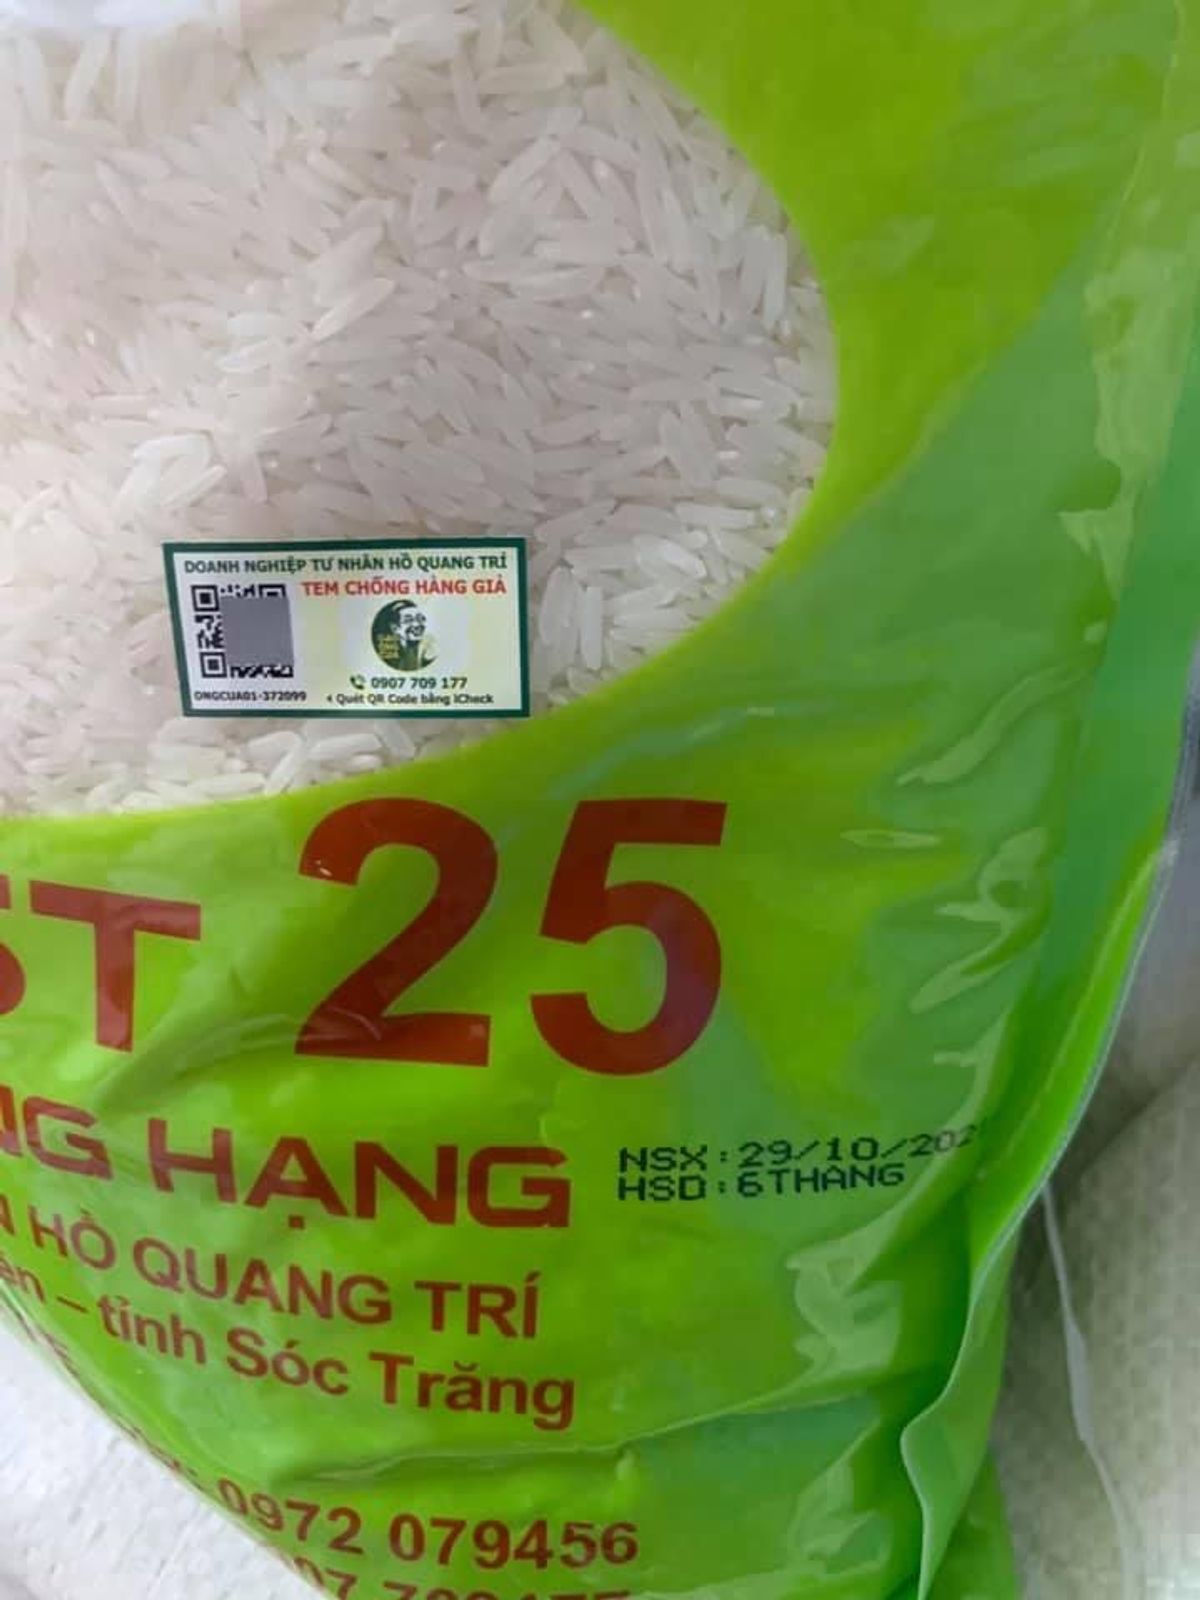 DOANH NGHIỆP TƯ NHÂN HỒ QUANG TRÍ
TEM CHỐNG HÀNG GIẢ
0907 709 177
ONGCUA01-372099
Quét QR Code bằng iCheck
ST 25
HẠNG
NSX:29/10/202
HSD:6THANG
HỒ QUANG TRÍ
– tỉnh Sóc Trăng
0972 079456